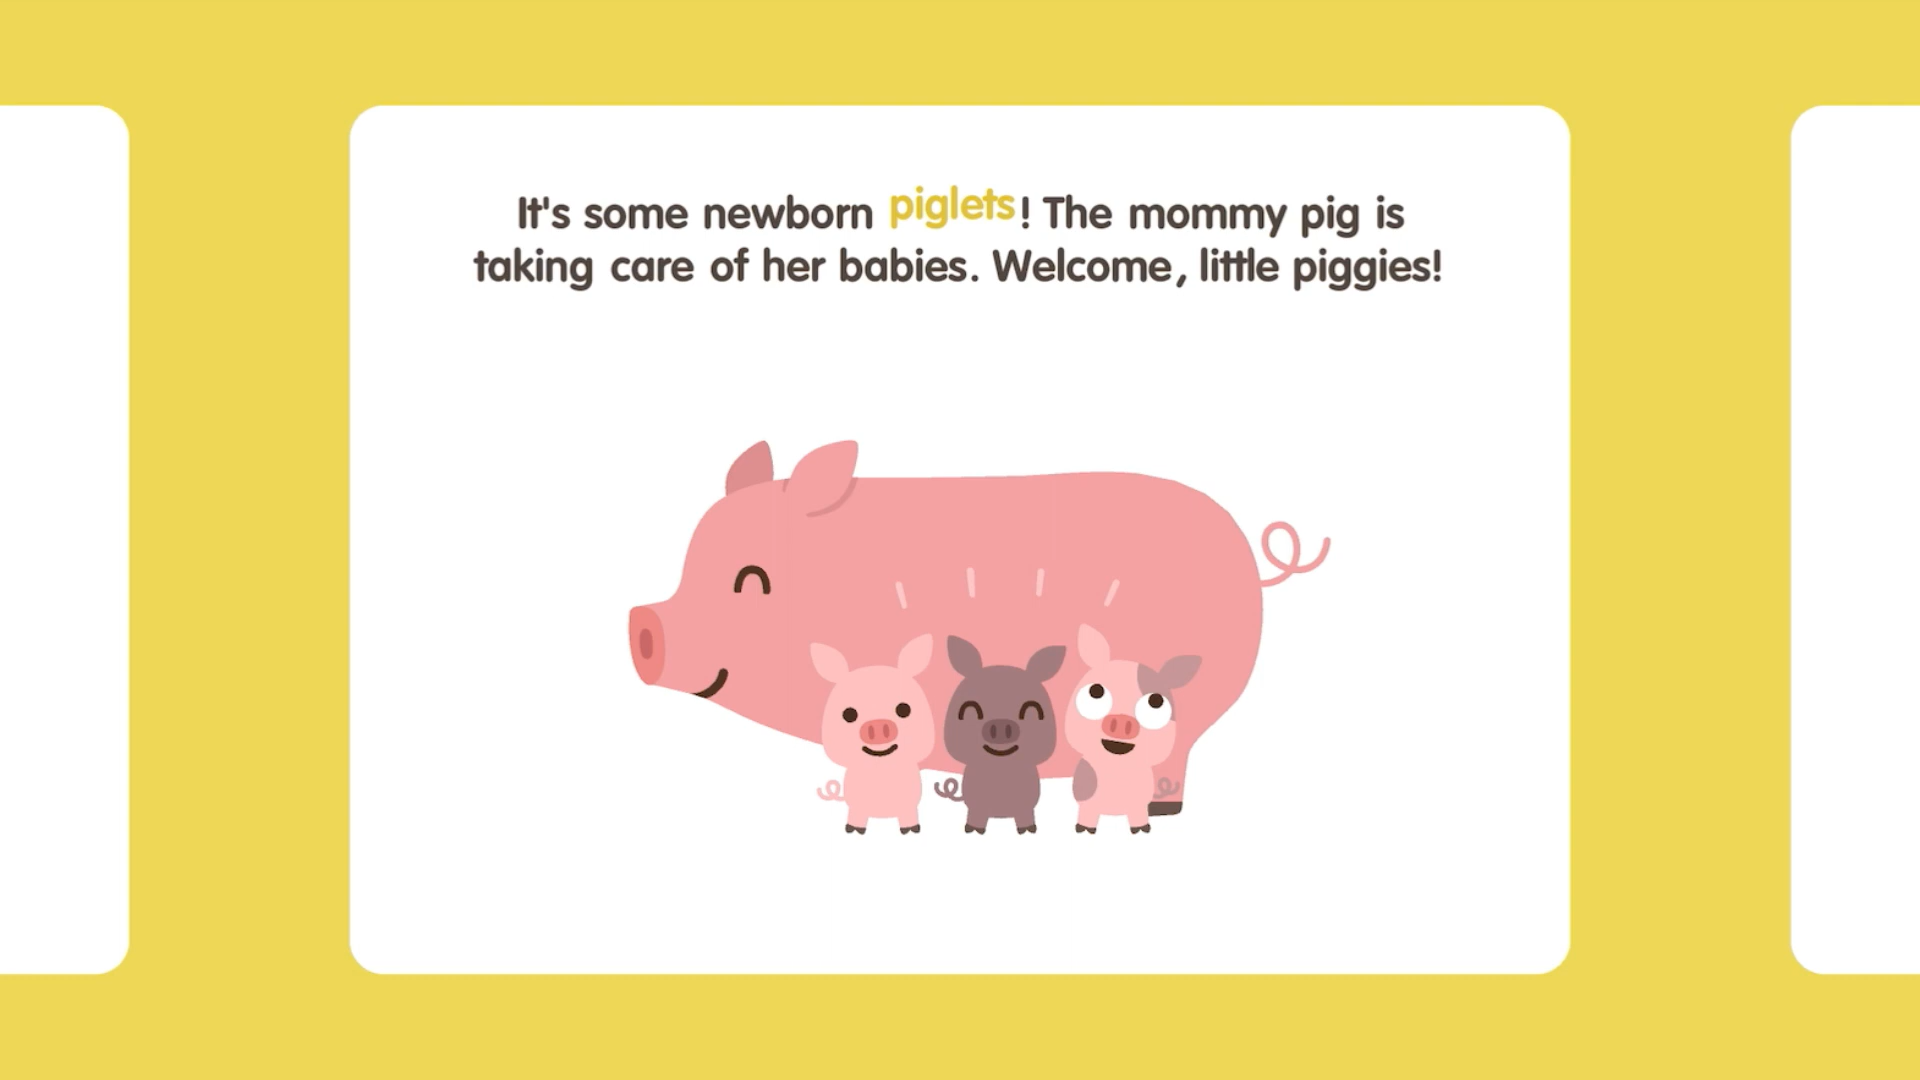 It's some newborn piglets! The mommy pig is
taking care of her babies. Welcome, little piggies!